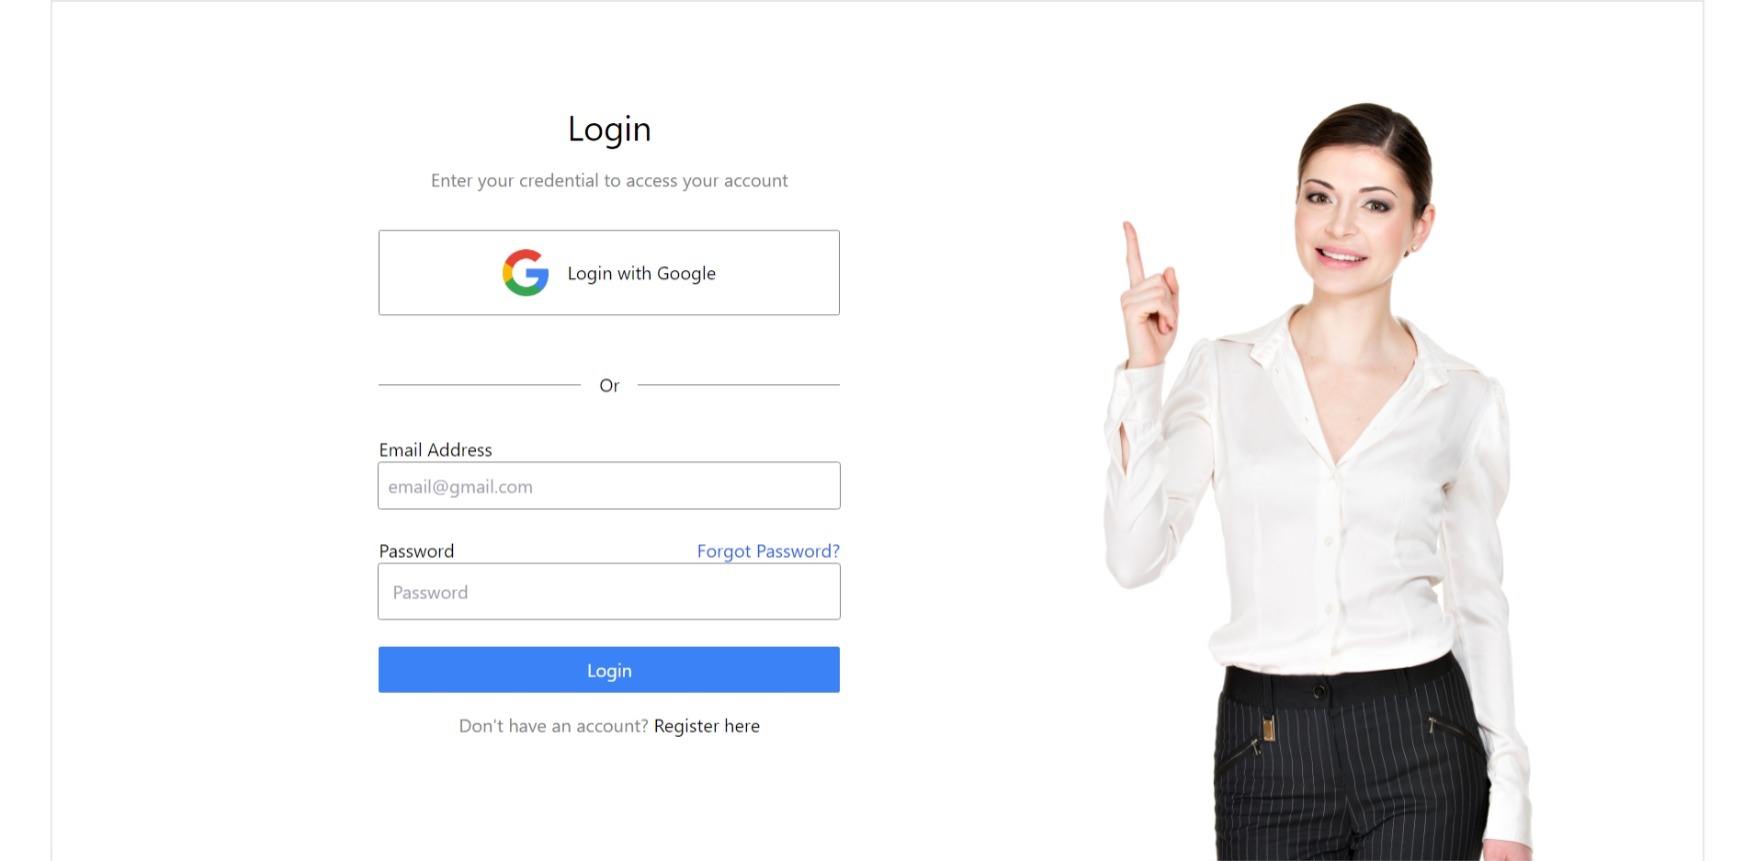 Login
Enter your credential to access your account
Login with Google
Or
Email Address
email@gmail.com
Password Forgot Password?
Password
Login
Don't have an account? Register here